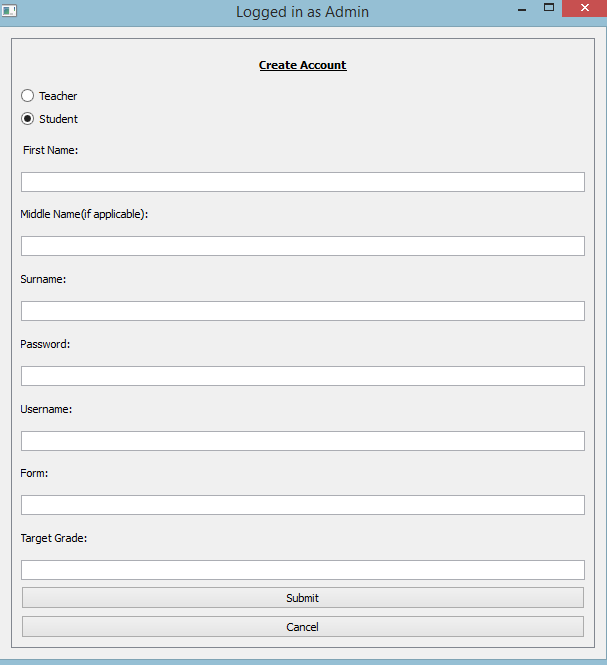 Logged in as Admin
Create Account
Teacher
Student
First Name:
Middle Name(if applicable):
Surname:
Password:
Username:
Form:
Target Grade:
Submit
Cancel